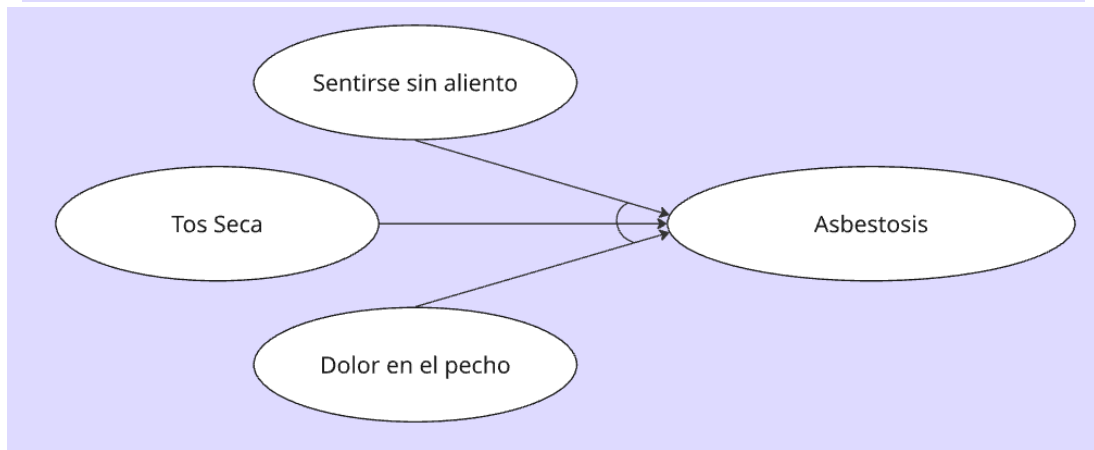 Sentirse sin aliento
Tos Seca
Asbestosis
Dolor en el pecho